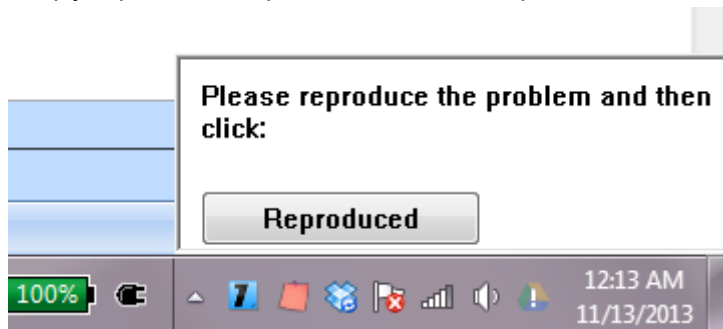 Please reproduce the problem and then
click:
Reproduced
100%
12:13 AM
11/13/2013